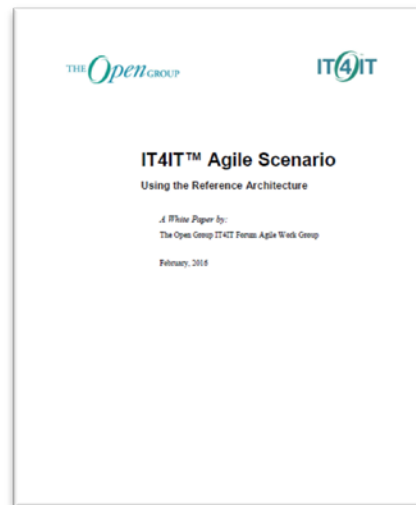 THE Open GROUP
IT4IT
IT4IT™ Agile Scenario
Using the Reference Architecture
A White Paper by:
The Open Group IT4IT Forum Agile Work Group
February, 2016